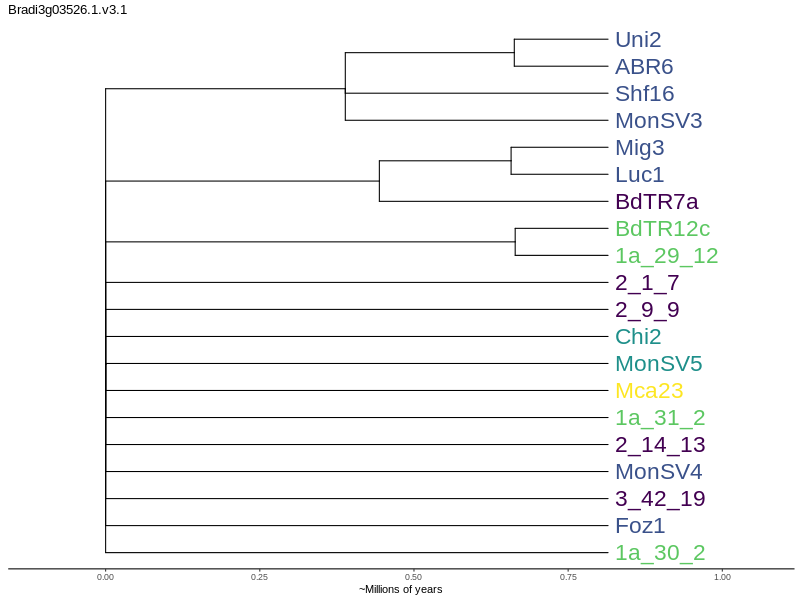 Bradi3g03526.1.v3.1
Uni2
ABR6
Shf16
MonSV3
Mig3
Luc1
BdTR7a
BdTR12c
1a_29_12
2_1_7
2_9_9
Chi2
MonSV5
Mca23
1a_31_2
2_14_13
MonSV4
3_42_19
Foz1
1a_30_2
0.00 0.25 0.50 0.75 1.00
~Millions of years